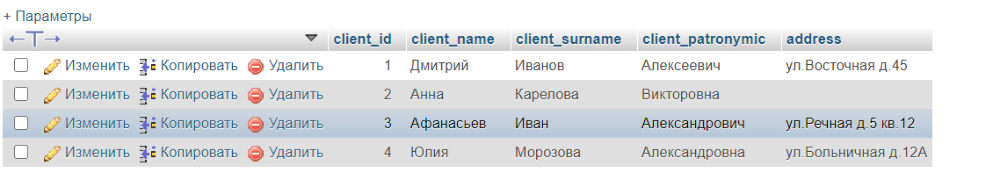 + Параметры
client_id client_name client_surname client_patronymic address
Изменить Копировать Удалить 1 Дмитрий Иванов Алексеевич ул.Восточная д.45
Изменить Копировать Удалить 2 Анна Карелова Викторовна
Изменить Копировать Удалить 3 Афанасьев Иван Александрович ул.Речная д.5 кв.12
Изменить Копировать Удалить 4 Юлия Морозова Александровна ул.Больничная д.12А